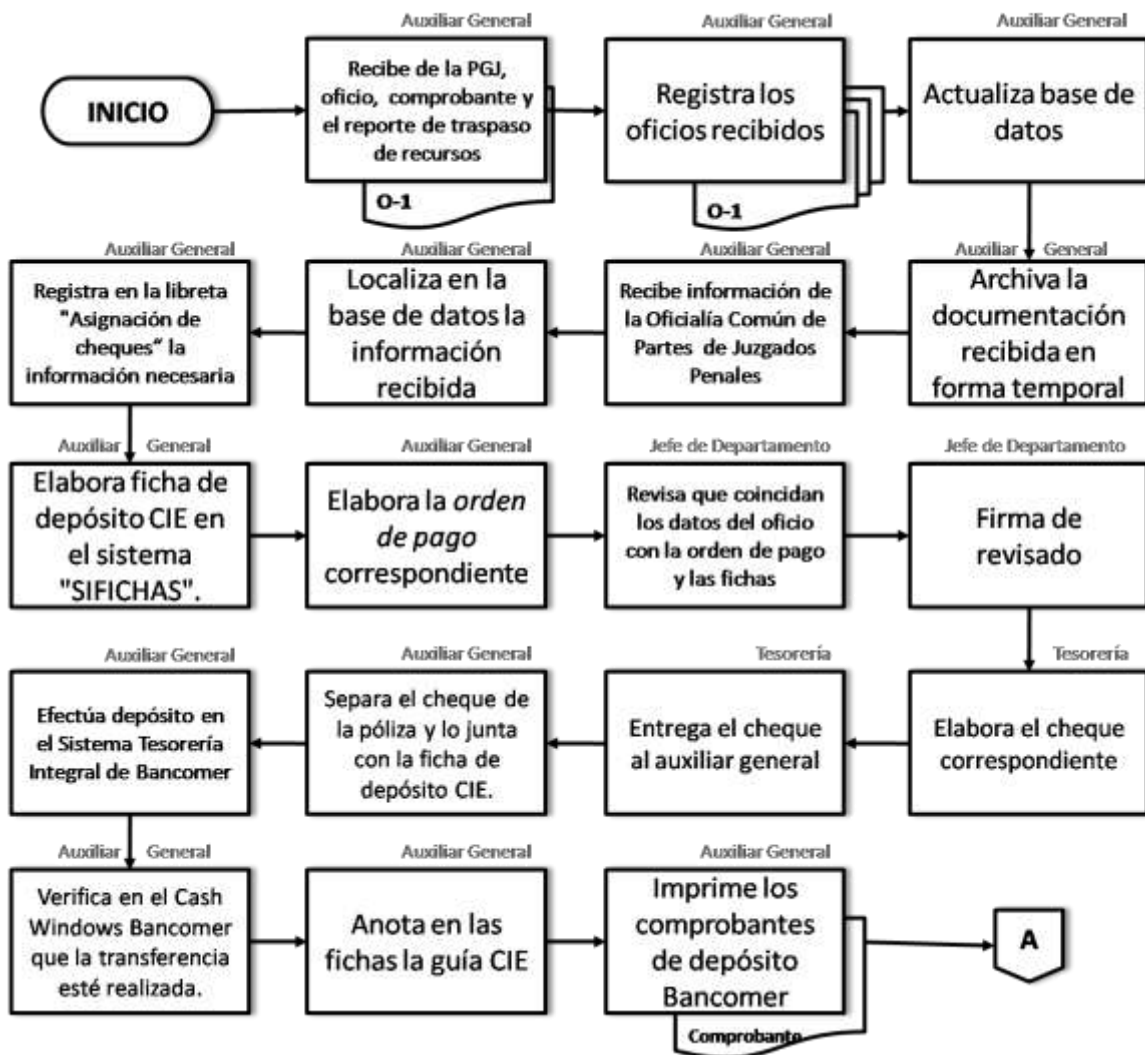 INICIO
Auxiliar General
Recibe de la PGJ,
oficio, comprobante y
el reporte de traspaso
de recursos
O-1
Auxiliar General
Registra los
oficios recibidos
O-1
Auxiliar General
Actualiza base de
datos
Auxiliar General
Archiva la
documentación
recibida en
forma temporal
Auxiliar General
Recibe información de
la Oficialía Común de
Partes de Juzgados
Penales
Auxiliar General
Localiza en la
base de datos la
información
recibida
Auxiliar General
Registra en la libreta
"Asignación de
cheques“ la
información necesaria
Auxiliar General
Elabora ficha de
depósito CIE en
el sistema
"SIFICHAS".
Auxiliar General
Elabora la orden
de pago
correspondiente
Jefe de Departamento
Revisa que coincidan
los datos del oficio
con la orden de pago
y las fichas
Jefe de Departamento
Firma de
revisado
Tesorería
Elabora el cheque
correspondiente
Tesorería
Entrega el cheque
al auxiliar general
Auxiliar General
Separa el cheque de
la póliza y lo junta
con la ficha de
depósito CIE.
Auxiliar General
Efectúa depósito en
el Sistema Tesorería
Integral de Bancomer
Auxiliar General
Verifica en el Cash
Windows Bancomer
que la transferencia
esté realizada.
Auxiliar General
Anota en las
fichas la guía CIE
Auxiliar General
Imprime los
comprobantes
de depósito
Bancomer
Comprobante
A